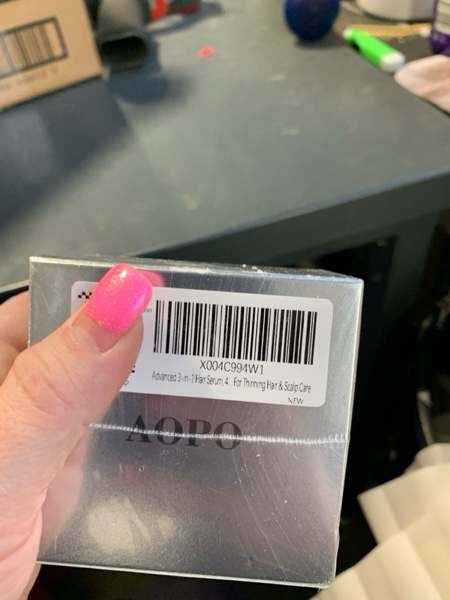 X004C994W1
Advanced 3-in-1 Hair Serum, 4. For Thinning Hair & Scalp Care
NEW
AOPO